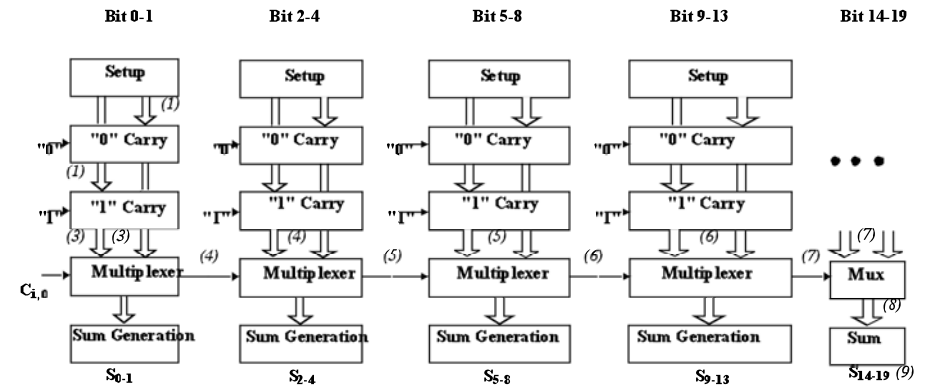 Bit 0-1 Bit 2-4 Bit 5-8 Bit 9-13 Bit 14-19
Setup Setup Setup Setup
(1)
"0" "0" Carry "0" "0" Carry "0" "0" Carry "0" "0" Carry
(1)
"1" "1" Carry "1" "1" Carry "1" "1" Carry "1" "1" Carry
(3) (3) (4) (5) (6) (7)
(4) (5) (6) (7)
Ci,0 Multiplexer Multiplexer Multiplexer Multiplexer Mux
(8)
Sum Generation Sum Generation Sum Generation Sum Generation Sum
S0-1 S2-4 S5-8 S9-13 S14-19 (9)